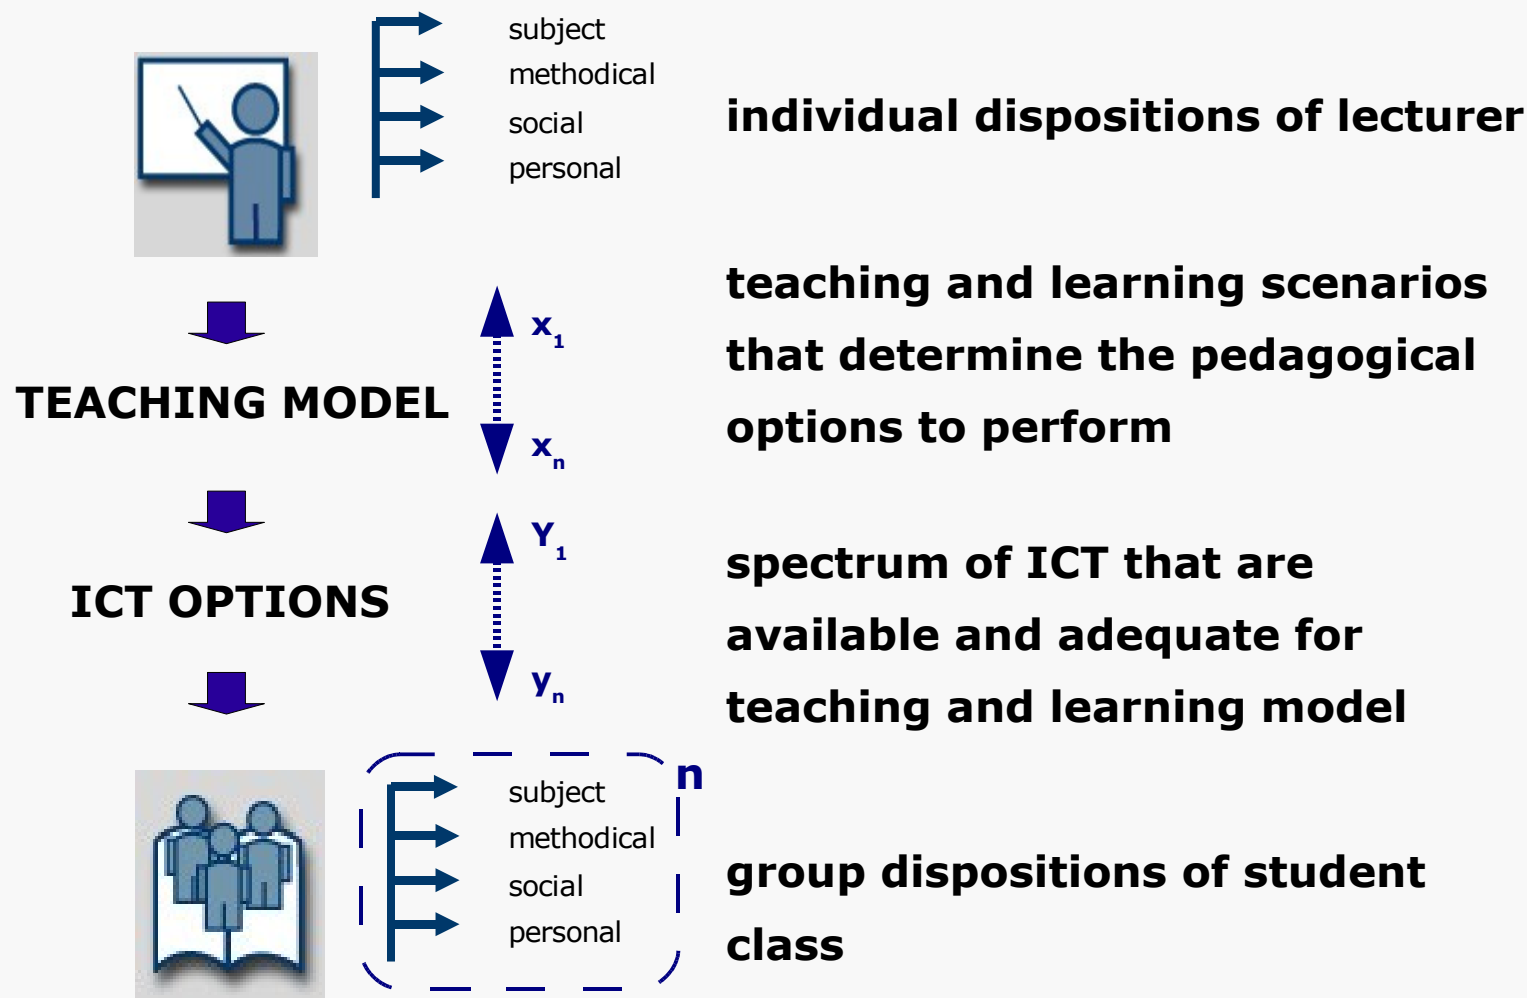 subject
methodical
social
personal
individual dispositions of lecturer
TEACHING MODEL
x1
xn
teaching and learning scenarios
that determine the pedagogical
options to perform
ICT OPTIONS
Y1
yn
spectrum of ICT that are
available and adequate for
teaching and learning model
n
subject
methodical
social
personal
group dispositions of student
class